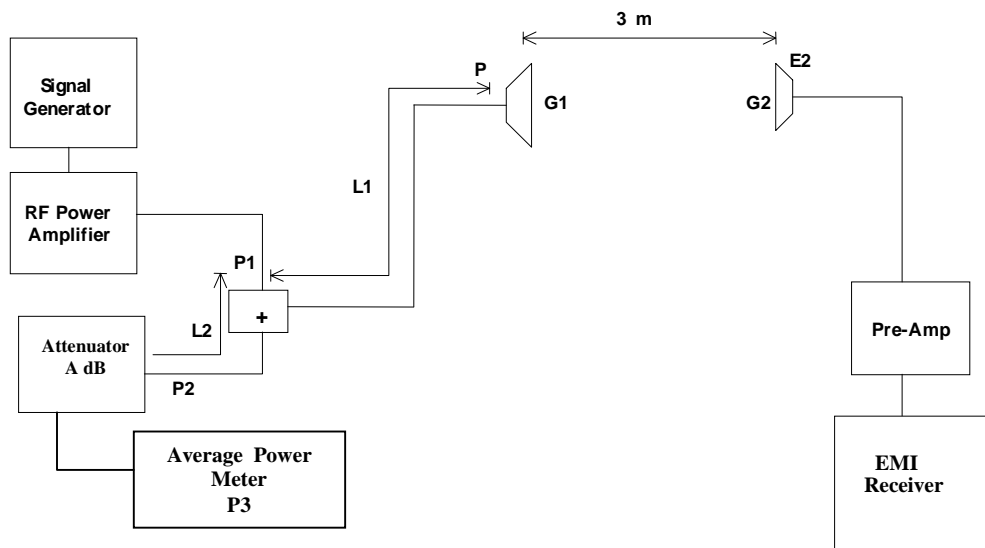 3 m
Signal
Generator
P
E2
G1
G2
L1
RF Power
Amplifier
P1
+
L2
Attenuator
A dB
P2
Pre-Amp
Average Power
Meter
P3
EMI
Receiver